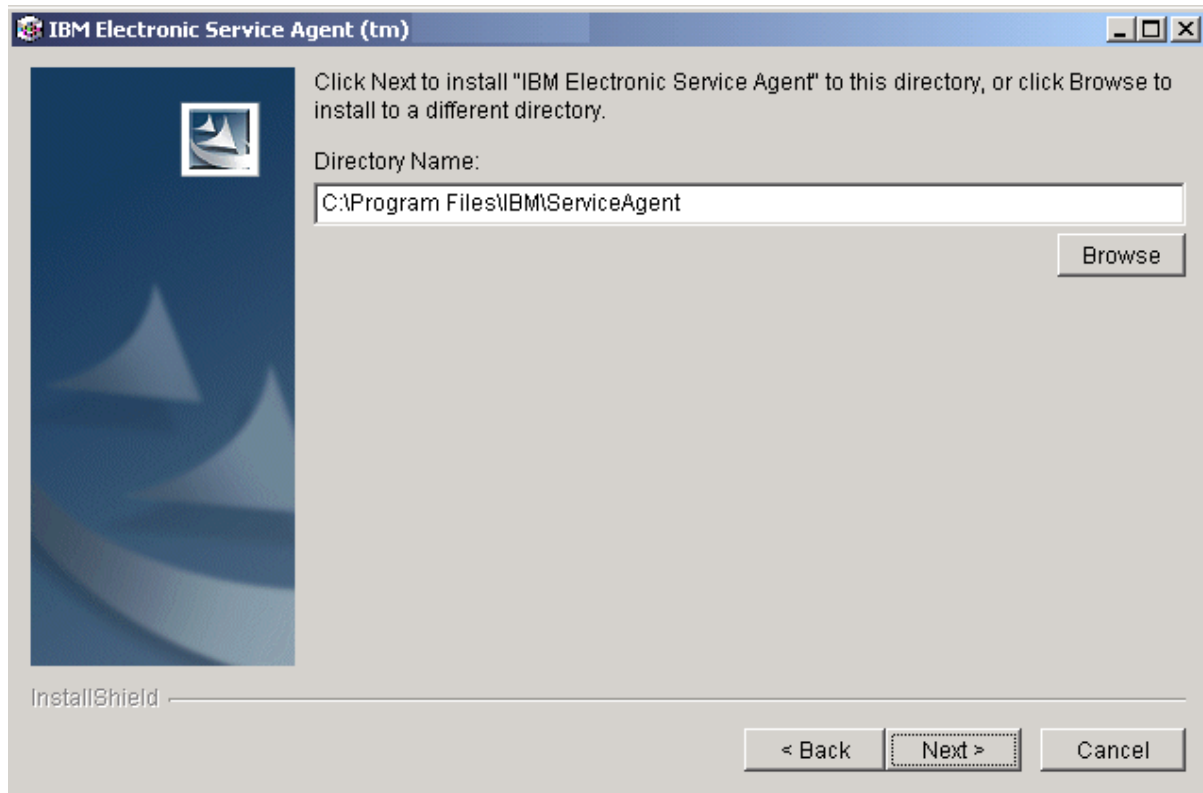 IBM Electronic Service Agent (tm)
Click Next to install "IBM Electronic Service Agent" to this directory, or click Browse to
install to a different directory.
Directory Name:
C:\Program Files\IBM\ServiceAgent
Browse
InstallShield
< Back
Next >
Cancel